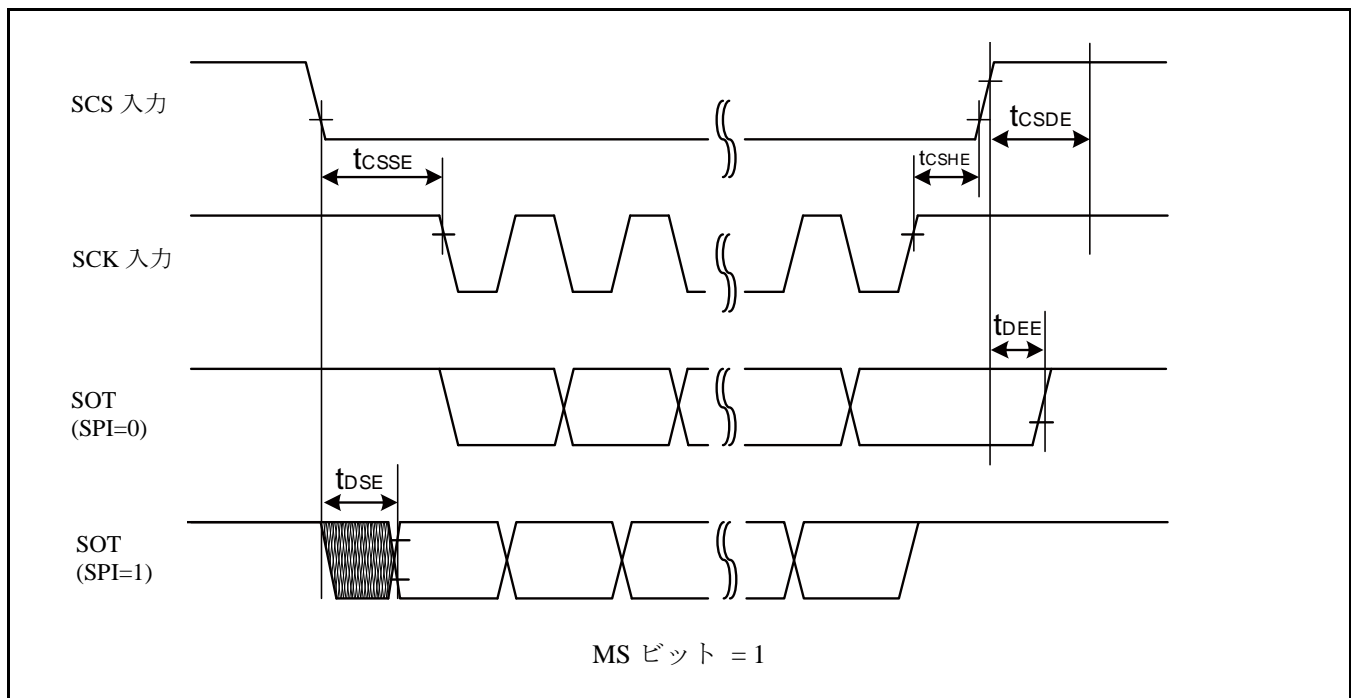 SCS 入力
tCSDE
tCSSE
tCSHE
SCK 入力
tDEE
SOT
(SPI=0)
tDSE
SOT
(SPI=1)
MS ビット = 1